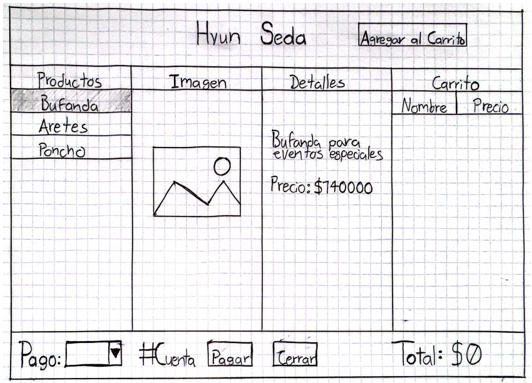 Hyun Seda
Agregar al Carrito
Productos
Imagen
Detalles
Carrito
Bufanda
Nombre
Precio
Aretes
Poncho
Bufanda para
eventos especiales
Precio: $740000
Pago:
#Cuenta
Pagar
Cerrar
Total: $0